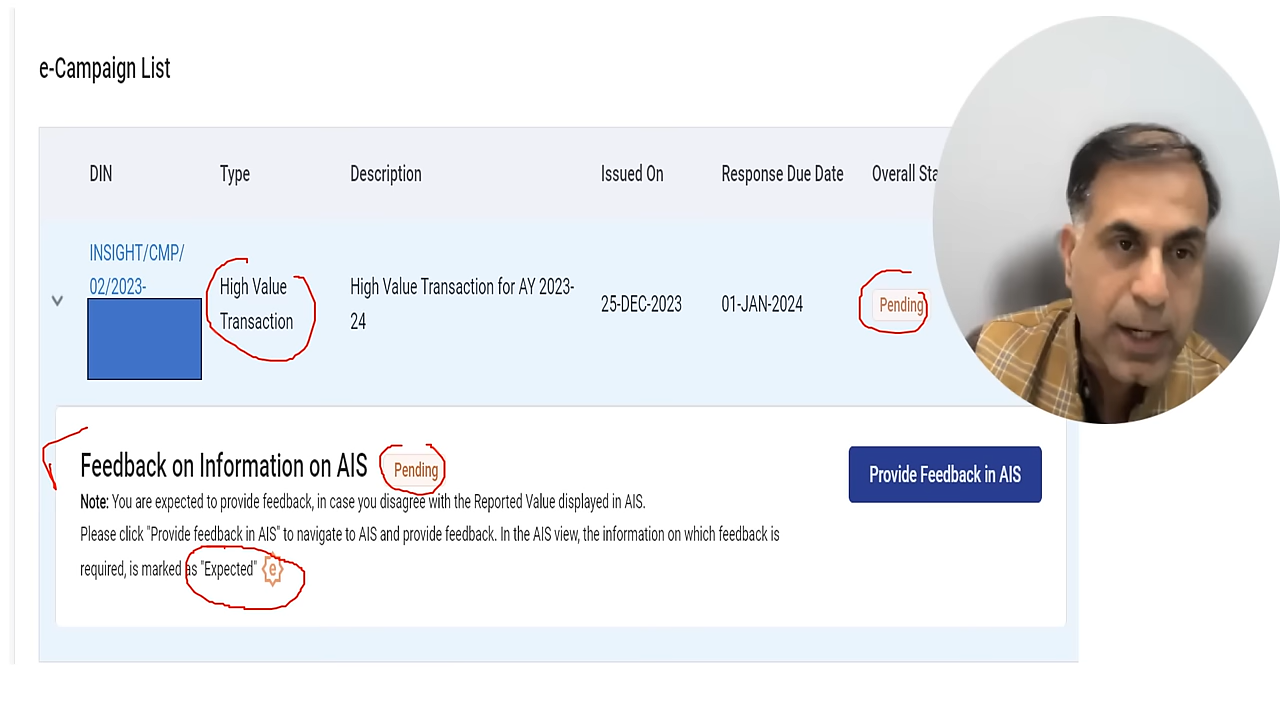 e-Campaign List
DIN Type Description Issued On Response Due Date Overall Sta
INSIGHT/CMP/
02/2023-
High Value
Transaction
High Value Transaction for AY 2023-
24
25-DEC-2023
01-JAN-2024
Pending
Feedback on Information on AIS Pending
Provide Feedback in AIS
Note: You are expected to provide feedback, in case you disagree with the Reported Value displayed in AIS.
Please click "Provide feedback in AIS" to navigate to AIS and provide feedback. In the AIS view, the information on which feedback is
required, is marked as "Expected" e